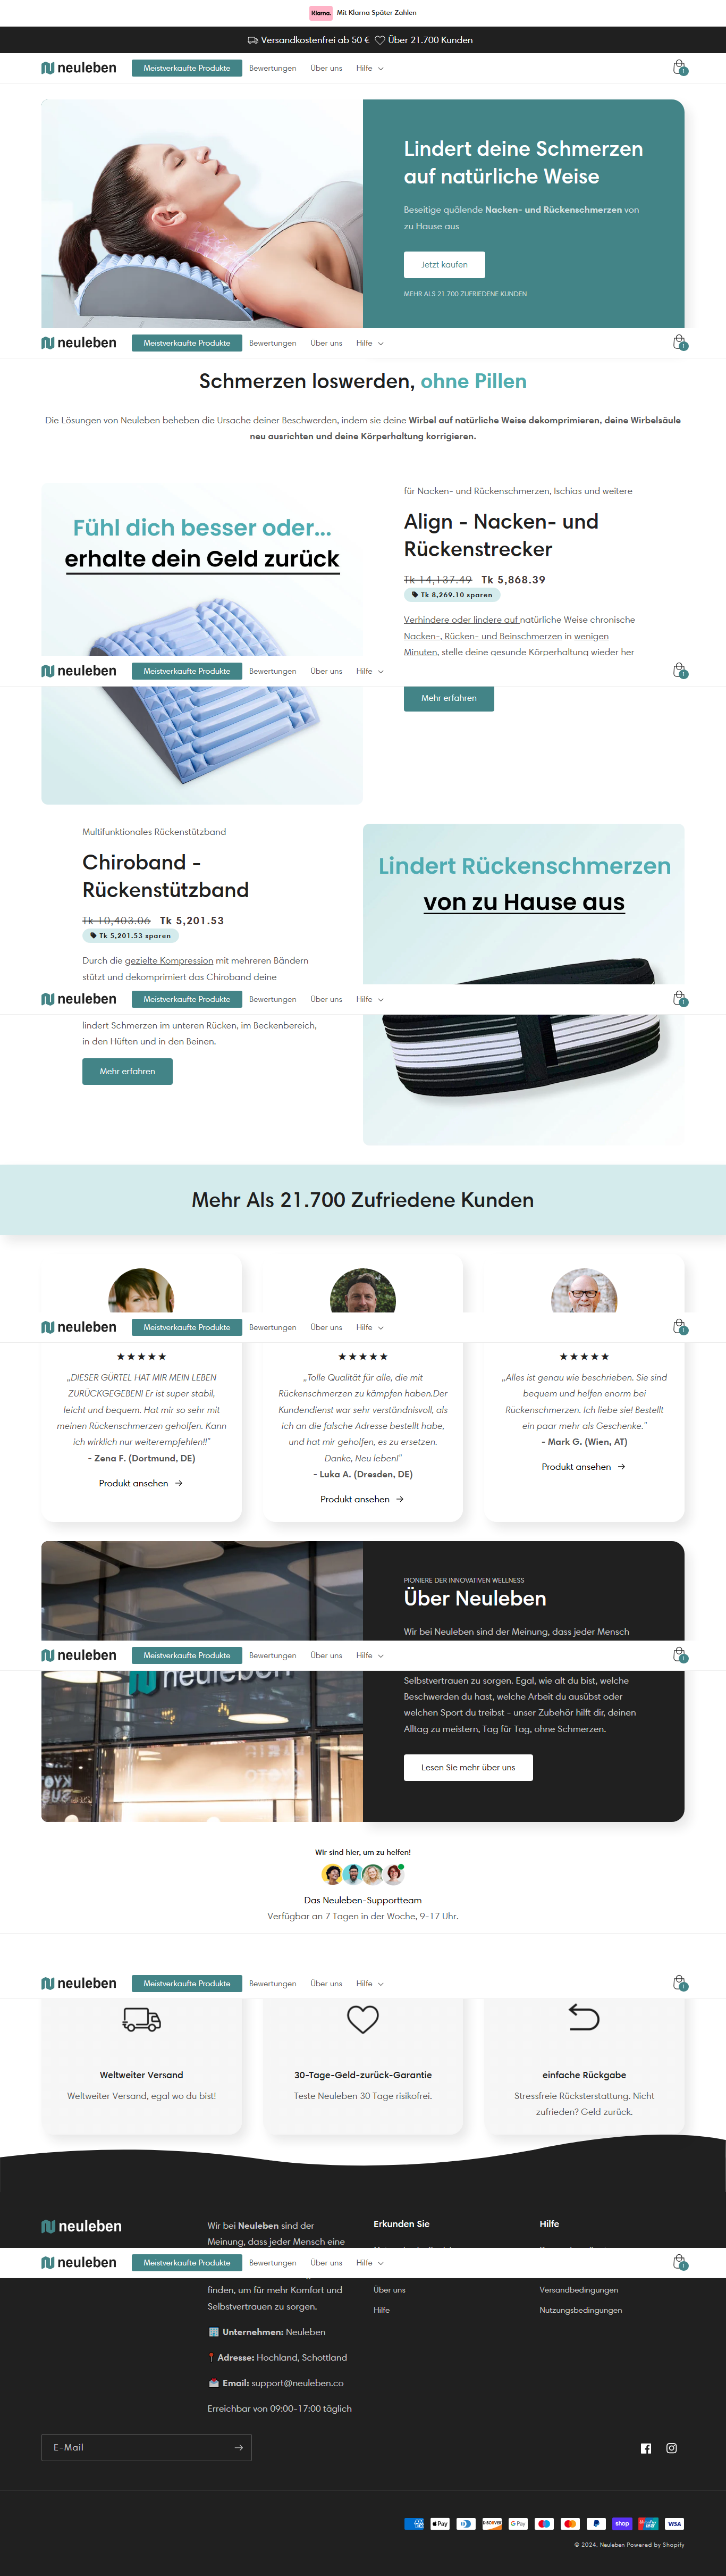 Klarna. Mit Klarna Später Zahlen
Versandkostenfrei ab 50 € Über 21.700 Kunden
neuleben Meistverkaufte Produkte Bewertungen Über uns Hilfe 1
Lindert deine Schmerzen
auf natürliche Weise
Beseitige quälende Nacken- und Rückenschmerzen von
zu Hause aus
Jetzt kaufen
MEHR ALS 21.700 ZUFRIEDENE KUNDEN
neuleben Meistverkaufte Produkte Bewertungen Über uns Hilfe 1
Schmerzen loswerden, ohne Pillen
Die Lösungen von Neuleben beheben die Ursache deiner Beschwerden, indem sie deine Wirbel auf natürliche Weise dekomprimieren, deine Wirbelsäule
neu ausrichten und deine Körperhaltung korrigieren.
Fühl dich besser oder...
erhalte dein Geld zurück
für Nacken- und Rückenschmerzen, Ischias und weitere
Align - Nacken- und
Rückenstrecker
Tk 14,137.49 Tk 5,868.39
Tk 8,269.10 sparen
Verhindere oder lindere auf natürliche Weise chronische
Nacken-, Rücken- und Beinschmerzen in wenigen
Minuten, stelle deine gesunde Körperhaltung wieder her
neuleben Meistverkaufte Produkte Bewertungen Über uns Hilfe 1
Mehr erfahren
Multifunktionales Rückenstützband
Chiroband -
Rückenstützband
Tk 10,403.06 Tk 5,201.53
Tk 5,201.53 sparen
Durch die gezielte Kompression mit mehreren Bändern
stützt und dekomprimiert das Chiroband deine
Lindert Rückenschmerzen
von zu Hause aus
neuleben Meistverkaufte Produkte Bewertungen Über uns Hilfe 1
lindert Schmerzen im unteren Rücken, im Beckenbereich,
in den Hüften und in den Beinen.
Mehr erfahren
Mehr Als 21.700 Zufriedene Kunden
neuleben Meistverkaufte Produkte Bewertungen Über uns Hilfe 1
★★★★★
„DIESER GÜRTEL HAT MIR MEIN LEBEN
ZURÜCKGEGEBEN! Er ist super stabil,
leicht und bequem. Hat mir so sehr mit
meinen Rückenschmerzen geholfen. Kann
ich wirklich nur weiterempfehlen!!"
- Zena F. (Dortmund, DE)
Produkt ansehen →
★★★★★
„Tolle Qualität für alle, die mit
Rückenschmerzen zu kämpfen haben.Der
Kundendienst war sehr verständnisvoll, als
ich an die falsche Adresse bestellt habe,
und hat mir geholfen, es zu ersetzen.
Danke, Neu leben!"
- Luka A. (Dresden, DE)
Produkt ansehen →
★★★★★
„Alles ist genau wie beschrieben. Sie sind
bequem und helfen enorm bei
Rückenschmerzen. Ich liebe sie! Bestellt
ein paar mehr als Geschenke."
- Mark G. (Wien, AT)
Produkt ansehen →
PIONIERE DER INNOVATIVEN WELLNESS
Über Neuleben
Wir bei Neuleben sind der Meinung, dass jeder Mensch
neuleben Meistverkaufte Produkte Bewertungen Über uns Hilfe 1
neuleben
Selbstvertrauen zu sorgen. Egal, wie alt du bist, welche
Beschwerden du hast, welche Arbeit du ausübst oder
welchen Sport du treibst - unser Zubehör hilft dir, deinen
Alltag zu meistern, Tag für Tag, ohne Schmerzen.
Lesen Sie mehr über uns
Wir sind hier, um zu helfen!
Das Neuleben-Supportteam
Verfügbar an 7 Tagen in der Woche, 9-17 Uhr.
neuleben Meistverkaufte Produkte Bewertungen Über uns Hilfe 1
Weltweiter Versand
Weltweiter Versand, egal wo du bist!
30-Tage-Geld-zurück-Garantie
Teste Neuleben 30 Tage risikofrei.
einfache Rückgabe
Stressfreie Rücksterstattung. Nicht
zufrieden? Geld zurück.
neuleben
Wir bei Neuleben sind der
Meinung, dass jeder Mensch eine
Erkunden Sie
Hilfe
neuleben Meistverkaufte Produkte Bewertungen Über uns Hilfe 1
finden, um für mehr Komfort und
Selbstvertrauen zu sorgen.
Unternehmen: Neuleben
Adresse: Hochland, Schottland
Email: support@neuleben.co
Erreichbar von 09:00-17:00 täglich
Über uns
Hilfe
Versandbedingungen
Nutzungsbedingungen
E-Mail
Apple Pay DISCOVER G Pay shop VISA
© 2024, Neuleben Powered by Shopify